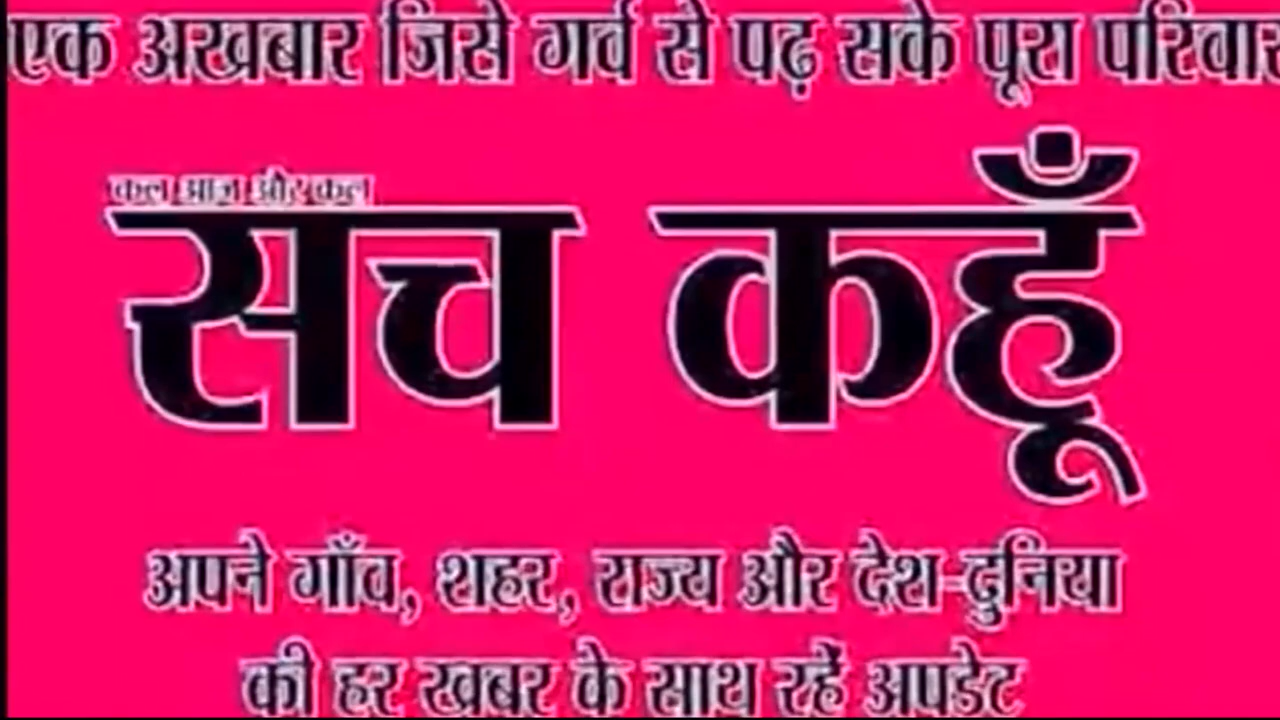 एक अखबार जिसे गर्व से पढ़ सके पूरा परिवार
कल आज और कल
सच कहूँ
अपने गाँव, शहर, राज्य और देश-दुनिया
की हर खबर के साथ रहें अपडेट